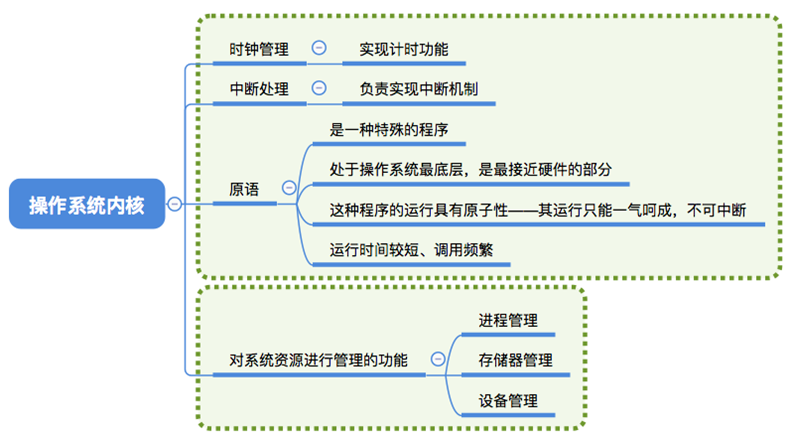 操作系统内核
时钟管理
实现计时功能
中断处理
负责实现中断机制
原语
是一种特殊的程序
处于操作系统最底层，是最接近硬件的部分
这种程序的运行具有原子性——其运行只能一气呵成，不可中断
运行时间较短、调用频繁
对系统资源进行管理的功能
进程管理
存储器管理
设备管理